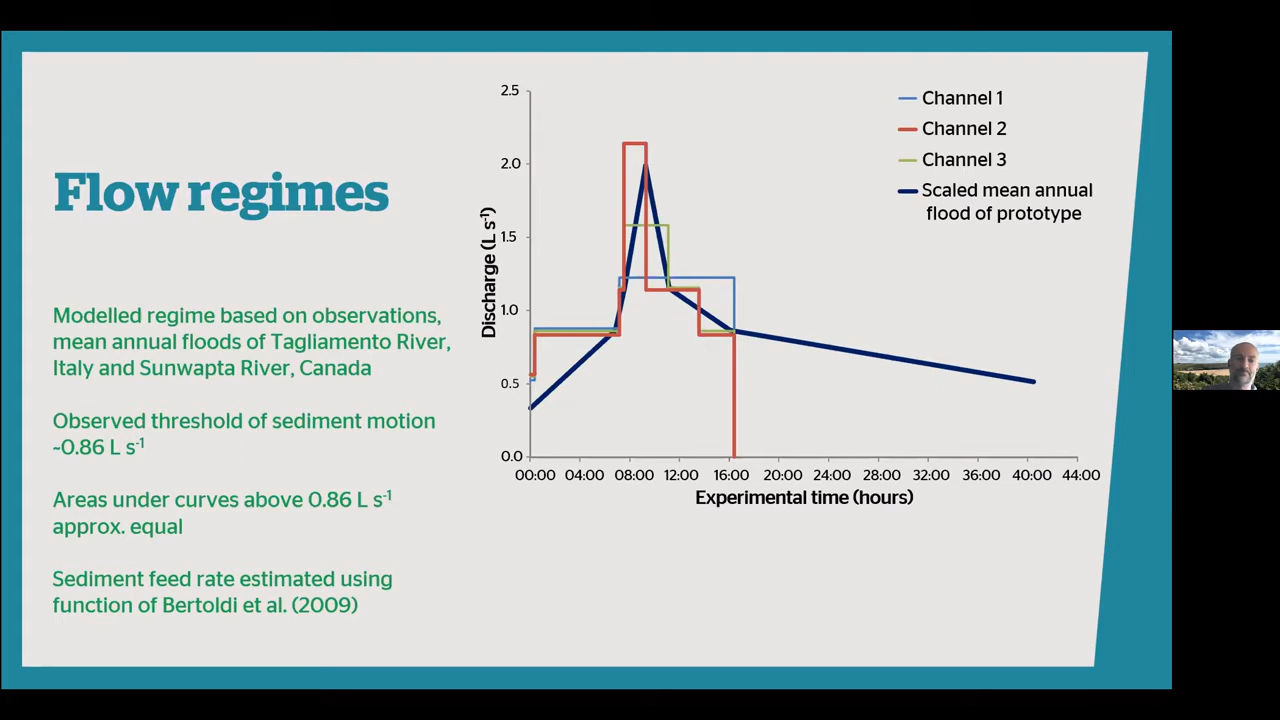 Flow regimes
Modelled regime based on observations,
mean annual floods of Tagliamento River,
Italy and Sunwapta River, Canada
Observed threshold of sediment motion
~0.86 L s⁻¹
Areas under curves above 0.86 L s⁻¹
approx. equal
Sediment feed rate estimated using
function of Bertoldi et al. (2009)
Discharge (L s⁻¹)
2.5
2.0
1.5
1.0
0.5
0.0
00:00 04:00 08:00 12:00 16:00 20:00 24:00 28:00 32:00 36:00 40:00 44:00
Experimental time (hours)
Channel 1
Channel 2
Channel 3
Scaled mean annual
flood of prototype